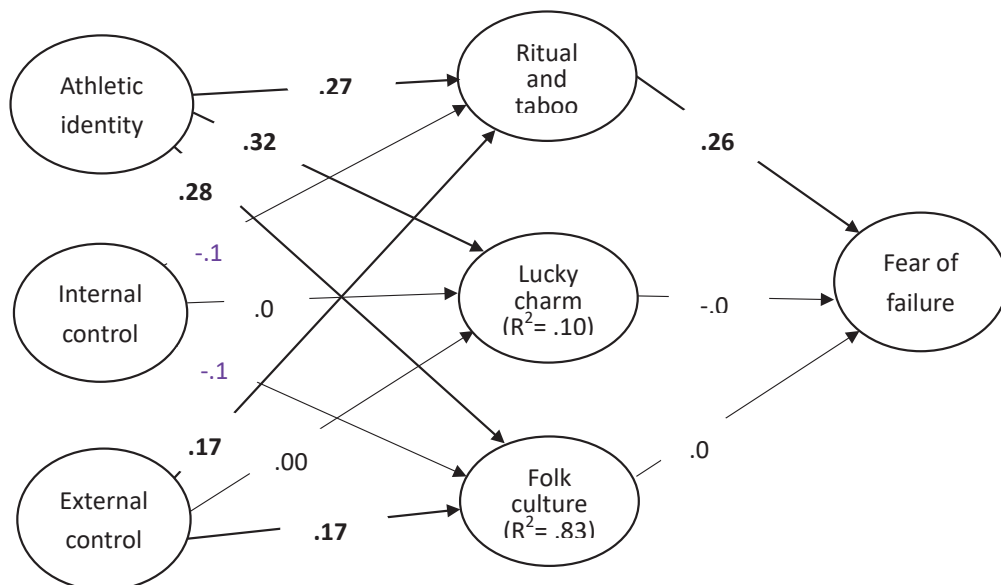 Athletic
identity
Internal
control
External
control
.27
.32
.28
-.1
.0
-.1
.17
.00
.17
Ritual
and
taboo
Lucky
charm
(R²= .10)
Folk
culture
(R²= .83)
.26
-.0
.0
Fear of
failure